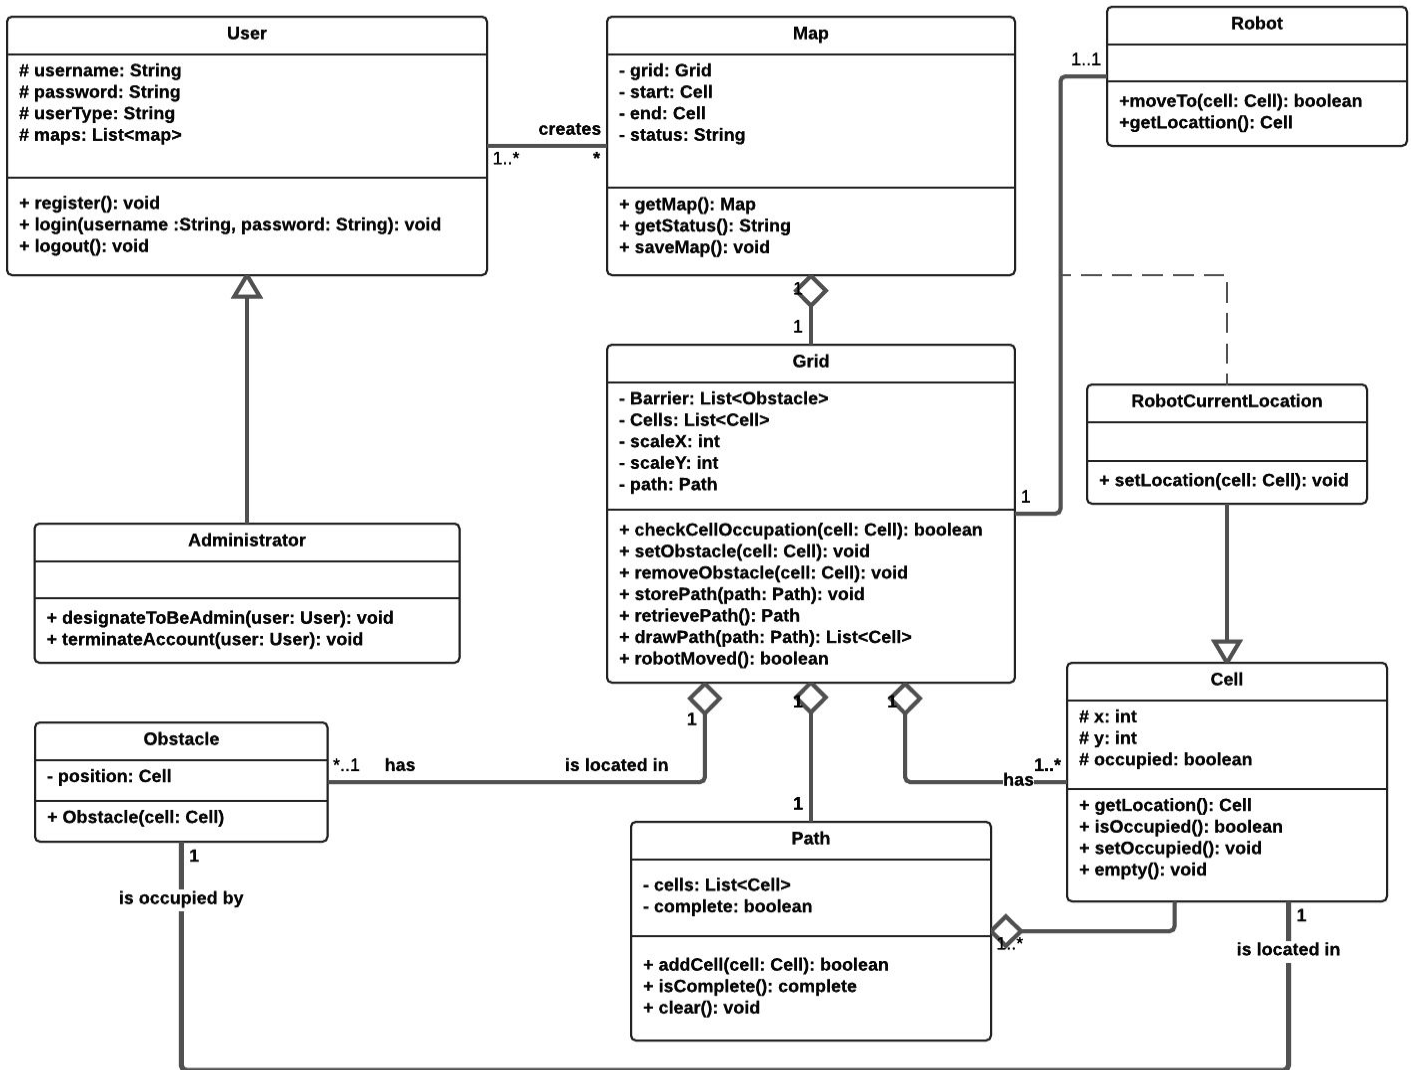 User
# username: String
# password: String
# userType: String
# maps: List<map>
+ register(): void
+ login(username :String, password: String): void
+ logout(): void
creates
1..*
*
Map
- grid: Grid
- start: Cell
- end: Cell
- status: String
+ getMap(): Map
+ getStatus(): String
+ saveMap(): void
1..1
Robot
+moveTo(cell: Cell): boolean
+getLocattion(): Cell
1
1
Grid
- Barrier: List<Obstacle>
- Cells: List<Cell>
- scaleX: int
- scaleY: int
- path: Path
+ checkCellOccupation(cell: Cell): boolean
+ setObstacle(cell: Cell): void
+ removeObstacle(cell: Cell): void
+ storePath(path: Path): void
+ retrievePath(): Path
+ drawPath(path: Path): List<Cell>
+ robotMoved(): boolean
1
RobotCurrentLocation
+ setLocation(cell: Cell): void
Administrator
+ designateToBeAdmin(user: User): void
+ terminateAccount(user: User): void
1
1
1
Obstacle
- position: Cell
+ Obstacle(cell: Cell)
*..1
has
is located in
1..*
has
Cell
# x: int
# y: int
# occupied: boolean
+ getLocation(): Cell
+ isOccupied(): boolean
+ setOccupied(): void
+ empty(): void
1
Path
- cells: List<Cell>
- complete: boolean
+ addCell(cell: Cell): boolean
+ isComplete(): complete
+ clear(): void
1..*
1
is occupied by
1
is located in